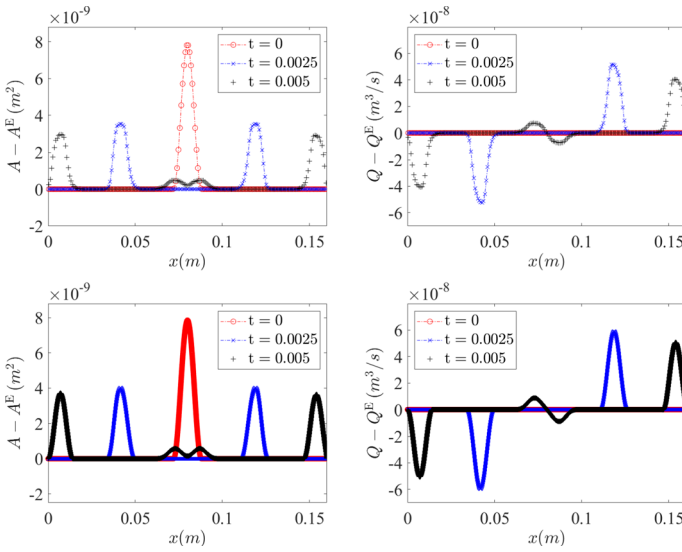 ×10⁻⁹
8
6
4
2
0
-2
A − Aᴱ (m²)
t = 0
t = 0.0025
t = 0.005
0
0.05
0.1
0.15
x(m)
×10⁻⁸
6
4
2
0
-2
-4
-6
Q − Qᴱ (m³/s)
t = 0
t = 0.0025
t = 0.005
0
0.05
0.1
0.15
x(m)
×10⁻⁹
8
6
4
2
0
-2
A − Aᴱ (m²)
t = 0
t = 0.0025
t = 0.005
0
0.05
0.1
0.15
x(m)
×10⁻⁸
6
4
2
0
-2
-4
-6
Q − Qᴱ (m³/s)
t = 0
t = 0.0025
t = 0.005
0
0.05
0.1
0.15
x(m)